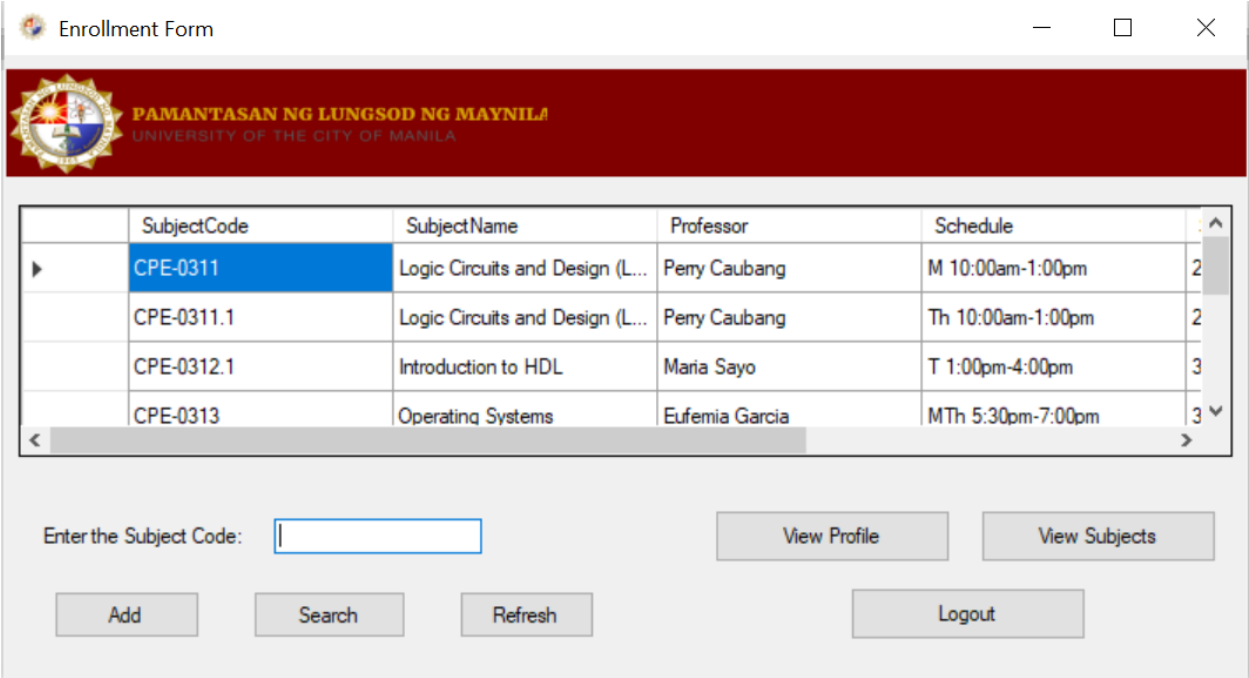 Enrollment Form
PAMANTASAN NG LUNGSOD NG MAYNILA
UNIVERSITY OF THE CITY OF MANILA
SubjectCode SubjectName Professor Schedule
CPE-0311 Logic Circuits and Design (L... Perry Caubang M 10:00am-1:00pm 2
CPE-0311.1 Logic Circuits and Design (L... Perry Caubang Th 10:00am-1:00pm 2
CPE-0312.1 Introduction to HDL Maria Sayo T 1:00pm-4:00pm 3
CPE-0313 Operating Systems Eufemia Garcia MTh 5:30pm-7:00pm 3
Enter the Subject Code: View Profile View Subjects
Add Search Refresh Logout